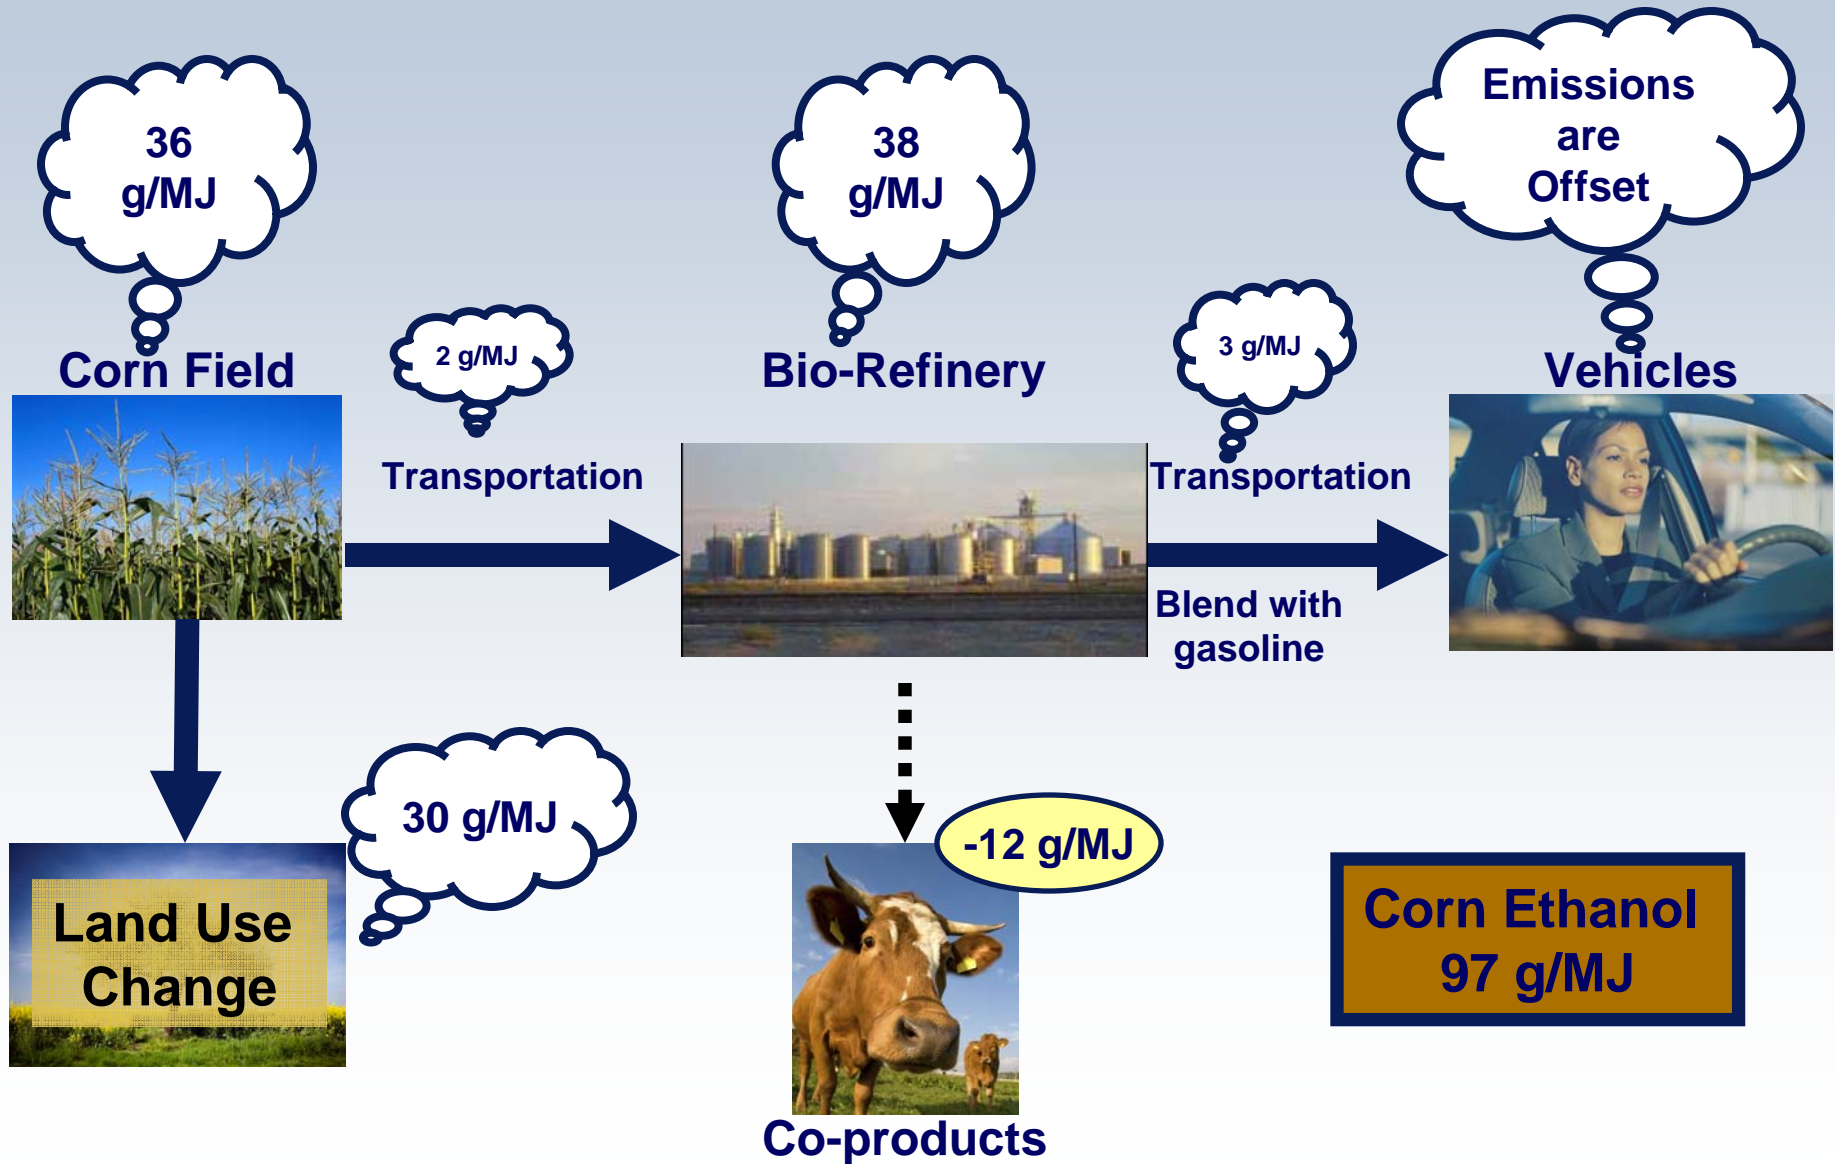 36
g/MJ
38
g/MJ
Emissions
are
Offset
2 g/MJ
3 g/MJ
Corn Field
Bio-Refinery
Vehicles
Transportation
Transportation
Blend with
gasoline
30 g/MJ
-12 g/MJ
Land Use
Change
Corn Ethanol
97 g/MJ
Co-products